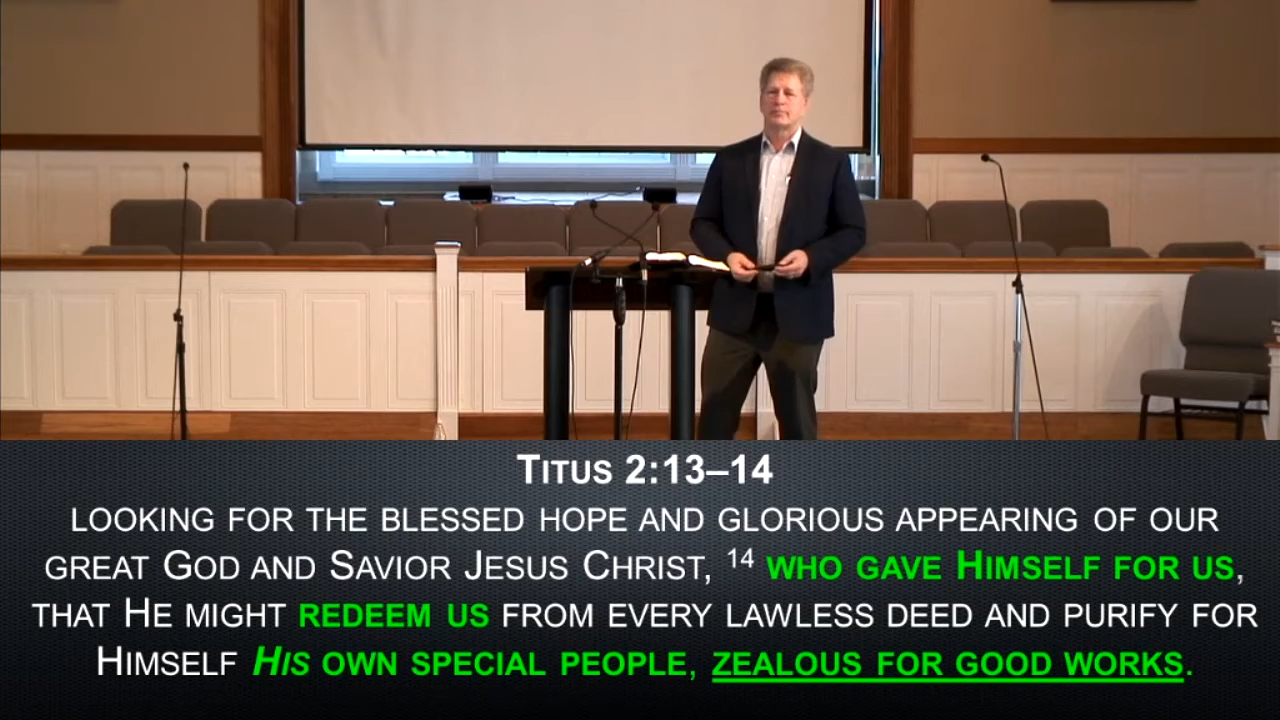 Titus 2:13–14
looking for the blessed hope and glorious appearing of our
great God and Savior Jesus Christ, 14 who gave Himself for us,
that He might redeem us from every lawless deed and purify for
Himself His own special people, zealous for good works.